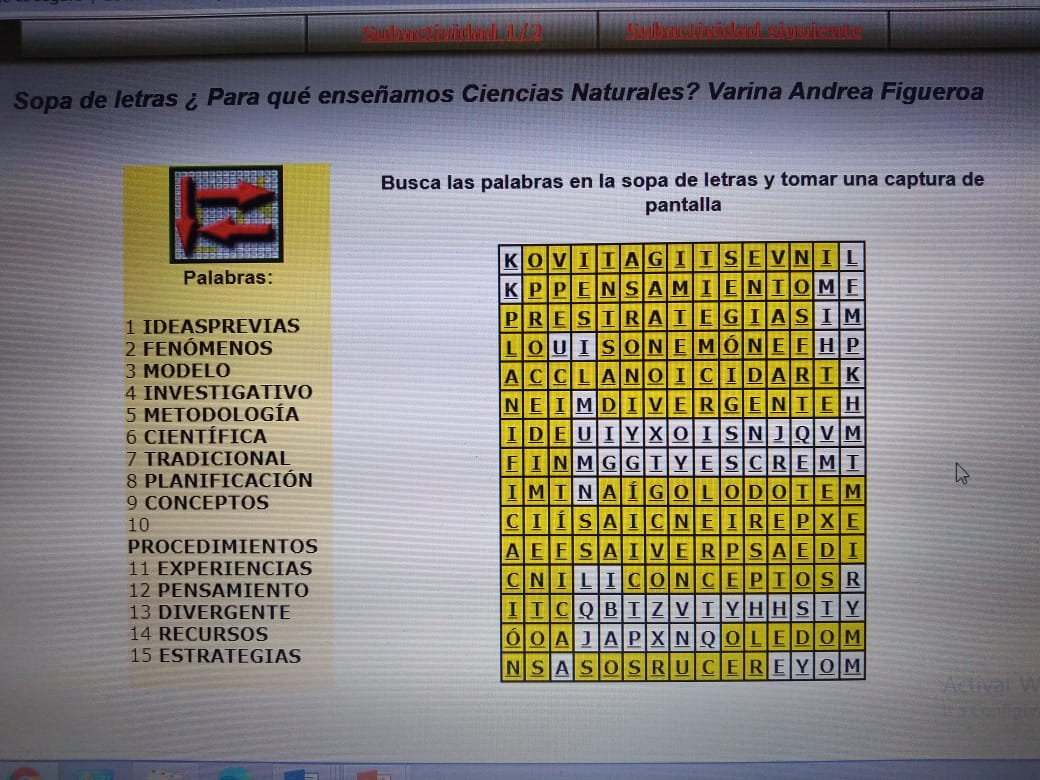 Subactividad 1/2
Subactividad siguiente
Sopa de letras ¿ Para qué enseñamos Ciencias Naturales? Varina Andrea Figueroa
Busca las palabras en la sopa de letras y tomar una captura de
pantalla
Palabras:
1 IDEASPREVIAS
2 FENÓMENOS
3 MODELO
4 INVESTIGATIVO
5 METODOLOGÍA
6 CIENTÍFICA
7 TRADICIONAL
8 PLANIFICACIÓN
9 CONCEPTOS
10
PROCEDIMIENTOS
11 EXPERIENCIAS
12 PENSAMIENTO
13 DIVERGENTE
14 RECURSOS
15 ESTRATEGIAS
K O V I T A G I T S E V N I L
K P P E N S A M I E N T O M F
P R E S T R A T E G I A S I M
L O U I S O N E M Ó N E F H P
A C C L A N O I C I D A R T K
N E I M D I V E R G E N T E H
I D E U I Y X O I S N J Q V M
F I N M G G T Y E S C R E M T
I M T N A Í G O L O D O T E M
C I Í S A I C N E I R E P X E
A E F S A I V E R P S A E D I
C N I L I C O N C E P T O S R
I T C Q B T Z V T Y H H S T Y
Ó O A J A P X N Q O L E D O M
N S A S O S R U C E R E Y O M
Activar W